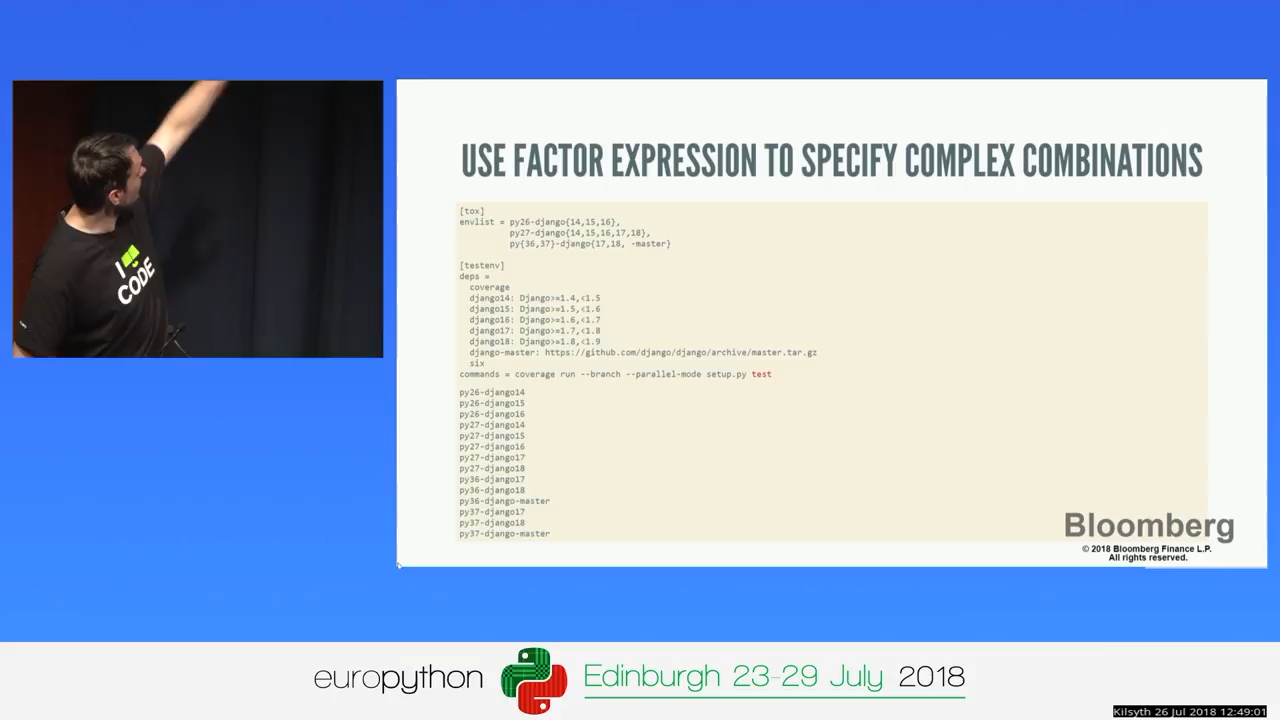 I
CODE
USE FACTOR EXPRESSION TO SPECIFY COMPLEX COMBINATIONS
[tox]
envlist = py26-django{14,15,16},
py27-django{14,15,16,17,18},
py{36,37}-django{17,18, -master}
[testenv]
deps =
coverage
django14: Django>=1.4,<1.5
django15: Django>=1.5,<1.6
django16: Django>=1.6,<1.7
django17: Django>=1.7,<1.8
django18: Django>=1.8,<1.9
django-master: https://github.com/django/django/archive/master.tar.gz
six
commands = coverage run --branch --parallel-mode setup.py test
py26-django14
py26-django15
py26-django16
py27-django14
py27-django15
py27-django16
py27-django17
py27-django18
py36-django17
py36-django18
py36-django-master
py37-django17
py37-django18
py37-django-master
Bloomberg
© 2018 Bloomberg Finance L.P.
All rights reserved.
europython Edinburgh 23-29 July 2018
Kilsyth 26 Jul 2018 12:49:01